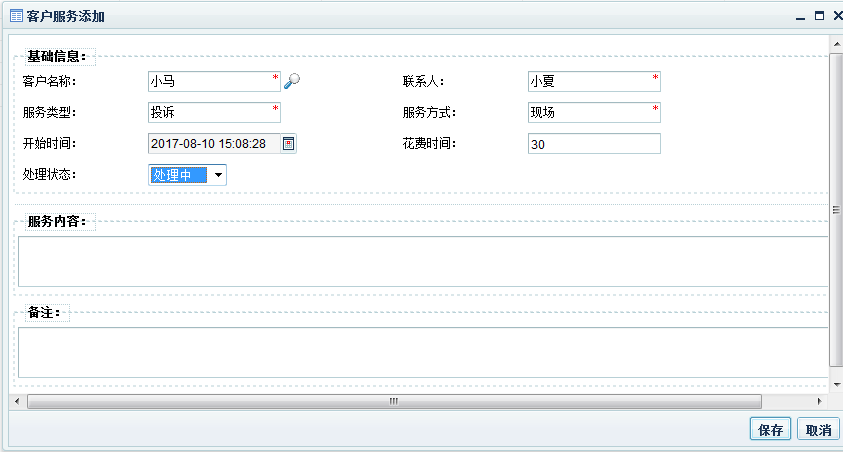 客户服务添加
基础信息：
客户名称： 小马 * 联系人： 小夏 *
服务类型： 投诉 * 服务方式： 现场 *
开始时间： 2017-08-10 15:08:28 花费时间： 30
处理状态： 处理中
服务内容：
备注：
保存 取消